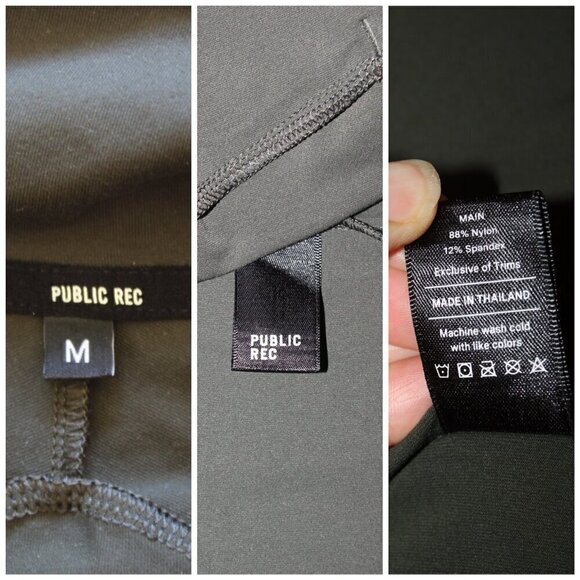 PUBLIC REC
M
PUBLIC
REC
MAIN
88% Nylon
12% Spandex
Exclusive of Trims
MADE IN THAILAND
Machine wash cold
with like colors